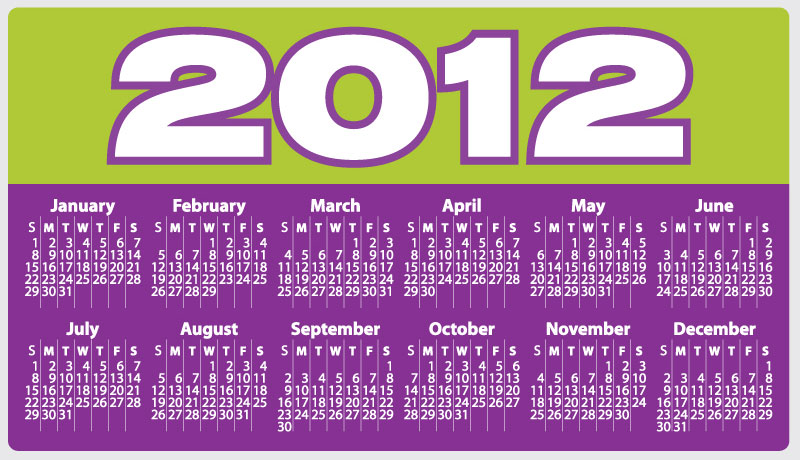 2012
January
S M T W T F S
1 2 3 4 5 6 7
8 9 10 11 12 13 14
15 16 17 18 19 20 21
22 23 24 25 26 27 28
29 30 31
February
S M T W T F S
1 2 3 4
5 6 7 8 9 10 11
12 13 14 15 16 17 18
19 20 21 22 23 24 25
26 27 28 29
March
S M T W T F S
1 2 3
4 5 6 7 8 9 10
11 12 13 14 15 16 17
18 19 20 21 22 23 24
25 26 27 28 29 30 31
April
S M T W T F S
1 2 3 4 5 6 7
8 9 10 11 12 13 14
15 16 17 18 19 20 21
22 23 24 25 26 27 28
29 30
May
S M T W T F S
1 2 3 4 5
6 7 8 9 10 11 12
13 14 15 16 17 18 19
20 21 22 23 24 25 26
27 28 29 30 31
June
S M T W T F S
1 2
3 4 5 6 7 8 9
10 11 12 13 14 15 16
17 18 19 20 21 22 23
24 25 26 27 28 29 30
July
S M T W T F S
1 2 3 4 5 6 7
8 9 10 11 12 13 14
15 16 17 18 19 20 21
22 23 24 25 26 27 28
29 30 31
August
S M T W T F S
1 2 3 4
5 6 7 8 9 10 11
12 13 14 15 16 17 18
19 20 21 22 23 24 25
26 27 28 29 30 31
September
S M T W T F S
1
2 3 4 5 6 7 8
9 10 11 12 13 14 15
16 17 18 19 20 21 22
23 24 25 26 27 28 29
30
October
S M T W T F S
1 2 3 4 5 6
7 8 9 10 11 12 13
14 15 16 17 18 19 20
21 22 23 24 25 26 27
28 29 30 31
November
S M T W T F S
1 2 3
4 5 6 7 8 9 10
11 12 13 14 15 16 17
18 19 20 21 22 23 24
25 26 27 28 29 30
December
S M T W T F S
1
2 3 4 5 6 7 8
9 10 11 12 13 14 15
16 17 18 19 20 21 22
23 24 25 26 27 28 29
30 31